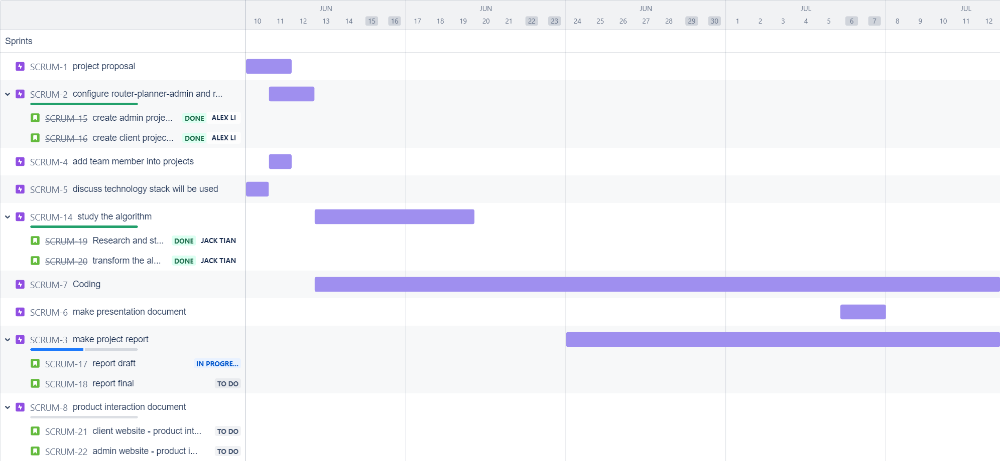 JUN JUN JUN JUL JUL
10 11 12 13 14 15 16 17 18 19 20 21 22 23 24 25 26 27 28 29 30 1 2 3 4 5 6 7 8 9 10 11 12
Sprints
SCRUM-1 project proposal
SCRUM-2 configure router-planner-admin and r...
SCRUM-15 create admin proje... DONE ALEX LI
SCRUM-16 create client projec... DONE ALEX LI
SCRUM-4 add team member into projects
SCRUM-5 discuss technology stack will be used
SCRUM-14 study the algorithm
SCRUM-19 Research and st... DONE JACK TIAN
SCRUM-20 transform the al... DONE JACK TIAN
SCRUM-7 Coding
SCRUM-6 make presentation document
SCRUM-3 make project report
SCRUM-17 report draft IN PROGRE...
SCRUM-18 report final TO DO
SCRUM-8 product interaction document
SCRUM-21 client website - product int... TO DO
SCRUM-22 admin website - product i... TO DO